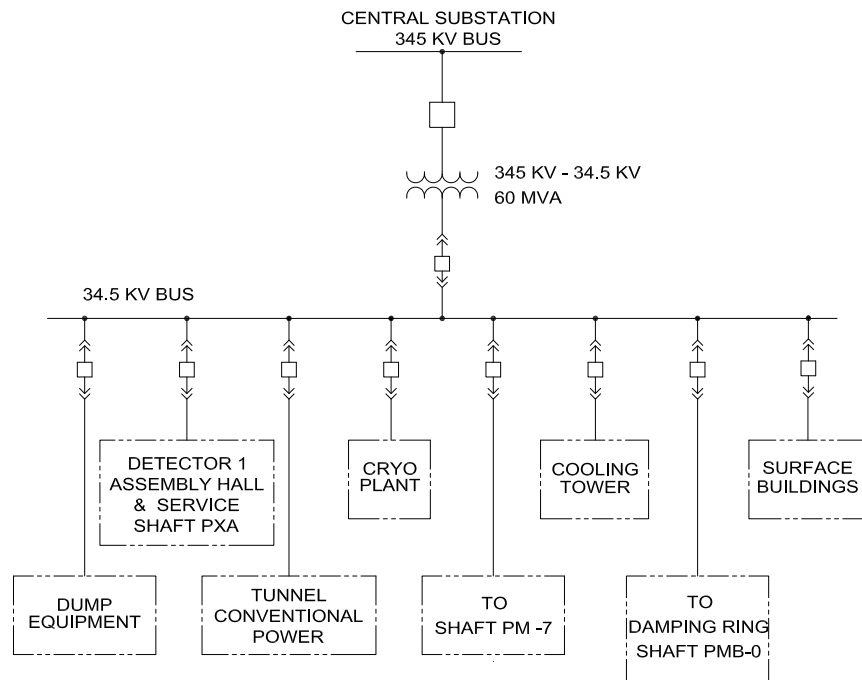 CENTRAL SUBSTATION
345 KV BUS
345 KV - 34.5 KV
60 MVA
34.5 KV BUS
DETECTOR 1
ASSEMBLY HALL
& SERVICE
SHAFT PXA
CRYO
PLANT
COOLING
TOWER
SURFACE
BUILDINGS
DUMP
EQUIPMENT
TUNNEL
CONVENTIONAL
POWER
TO
SHAFT PM -7
TO
DAMPING RING
SHAFT PMB-0